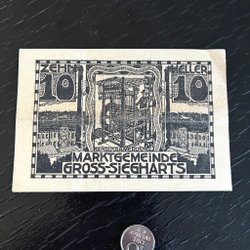 ZEHN HELLER
10 10
MARKTGEMEINDE
GROSS-SIEGHARTS